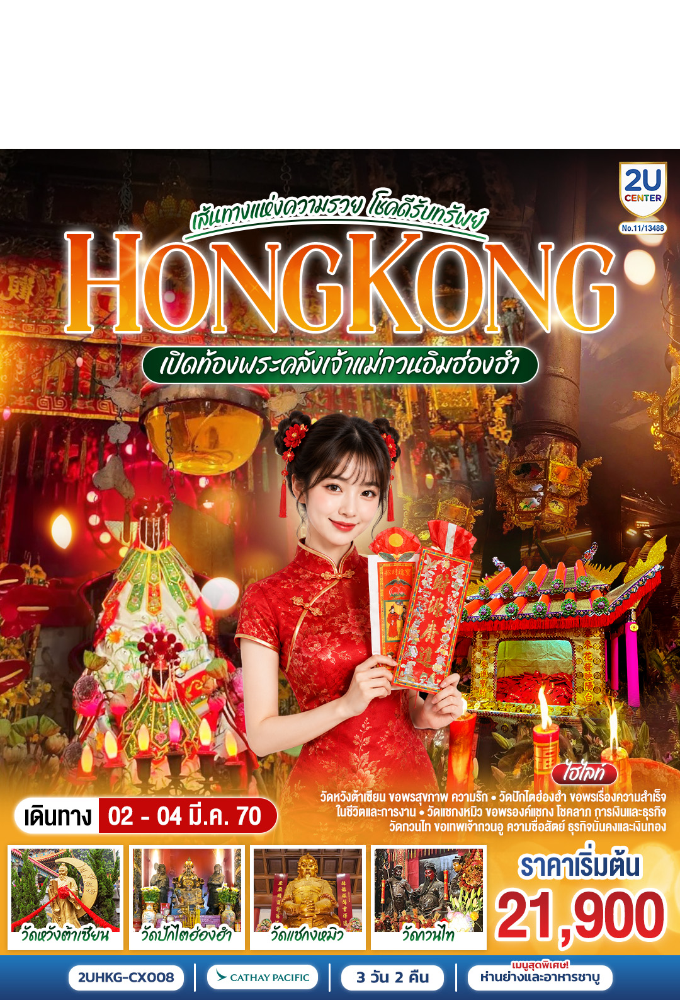 2U
CENTER
No.11/13488
เส้นทางแห่งความรวย โชคดีรับทรัพย์
HONGKONG
เปิดท้องพระคลังเจ้าแม่กวนอิมฮ่องฮำ
招財進寶
財源廣進
ไฮไลท์
วัดหวังต้าเซียน ขอพรสุขภาพ ความรัก • วัดปักไตฮ่องฮำ ขอพรเรื่องความสำเร็จ
ในชีวิตและการงาน • วัดแชกงหมิว ขอพรองค์แชกง โชคลาภ การเงินและธุรกิจ
วัดกวนไท ขอเทพเจ้ากวนอู ความซื่อสัตย์ ธุรกิจมั่นคงและเงินทอง
เดินทาง 02 - 04 มี.ค. 70
วัดหวังต้าเซียน
วัดปักไตฮ่องฮำ
วัดแชกงหมิว
วัดกวนไท
ราคาเริ่มต้น
21,900
2UHKG-CX008
CATHAY PACIFIC
3 วัน 2 คืน
เมนูสุดพิเศษ!
ห่านย่างและอาหารชาบู